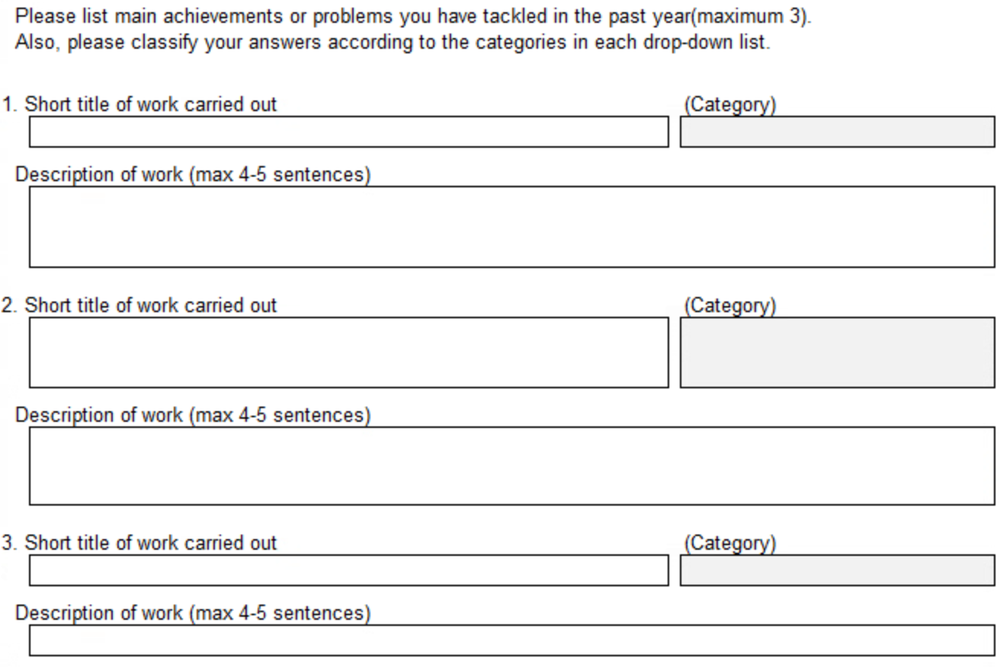 Please list main achievements or problems you have tackled in the past year(maximum 3).
Also, please classify your answers according to the categories in each drop-down list.
1. Short title of work carried out (Category)
Description of work (max 4-5 sentences)
2. Short title of work carried out (Category)
Description of work (max 4-5 sentences)
3. Short title of work carried out (Category)
Description of work (max 4-5 sentences)